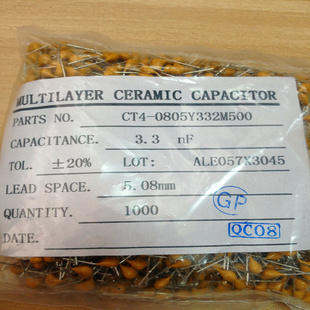 MULTILAYER CERAMIC CAPACITOR
PARTS NO. CT4-0805Y332M500
CAPACITANCE. 3.3 nF
TOL. ±20% LOT: ALE057X3045
LEAD SPACE. 5.08mm
QUANTITY. 1000
GP
DATE. QC08